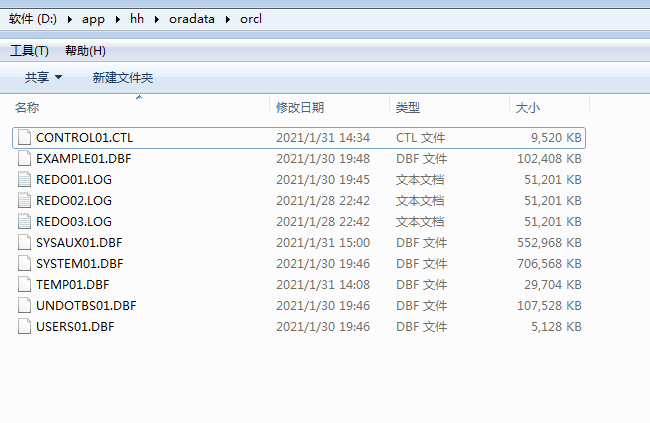 软件 (D:) ▸ app ▸ hh ▸ oradata ▸ orcl
工具(T) 帮助(H)
共享 ▼ 新建文件夹
名称 修改日期 类型 大小
CONTROL01.CTL 2021/1/31 14:34 CTL 文件 9,520 KB
EXAMPLE01.DBF 2021/1/30 19:48 DBF 文件 102,408 KB
REDO01.LOG 2021/1/30 19:45 文本文档 51,201 KB
REDO02.LOG 2021/1/28 22:42 文本文档 51,201 KB
REDO03.LOG 2021/1/28 22:42 文本文档 51,201 KB
SYSAUX01.DBF 2021/1/31 15:00 DBF 文件 552,968 KB
SYSTEM01.DBF 2021/1/30 19:46 DBF 文件 706,568 KB
TEMP01.DBF 2021/1/31 14:08 DBF 文件 29,704 KB
UNDOTBS01.DBF 2021/1/30 19:46 DBF 文件 107,528 KB
USERS01.DBF 2021/1/30 19:46 DBF 文件 5,128 KB